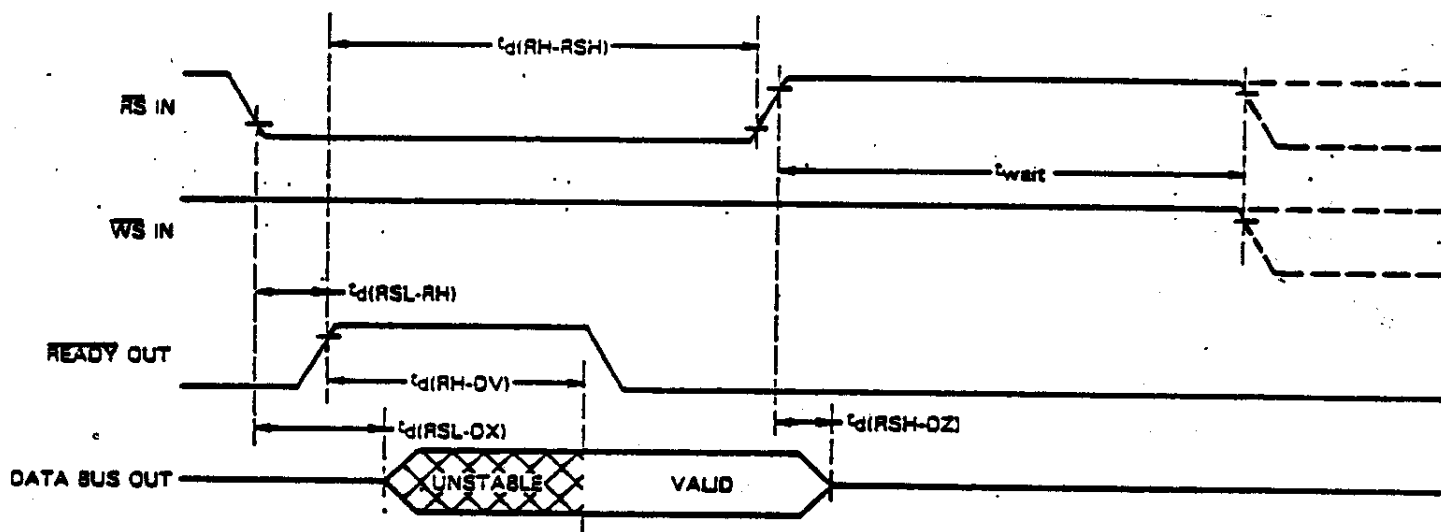 td(RH-RSH)
RS IN
twait
WS IN
td(RSL-RH)
READY OUT
td(RH-DV)
td(RSL-DX)
td(RSH-DZ)
DATA BUS OUT
UNSTABLE
VALID